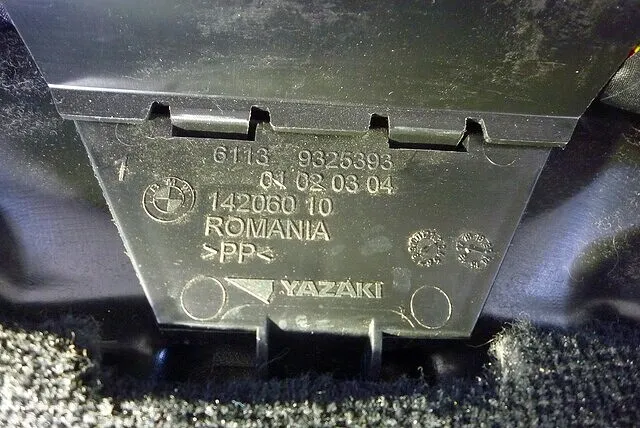 6113 9325393
01 02 03 04
142060 10
ROMANIA
>PP<
YAZAKI